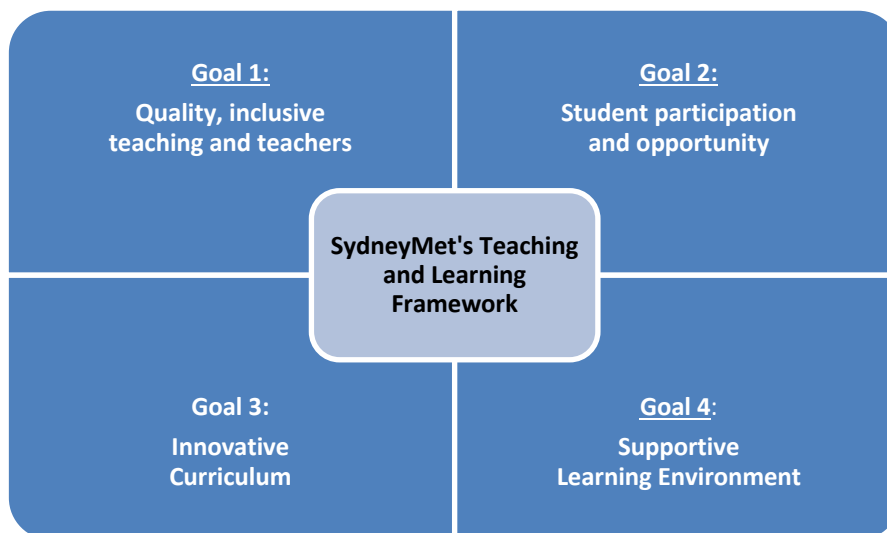 Goal 1:
Quality, inclusive
teaching and teachers
Goal 2:
Student participation
and opportunity
SydneyMet's Teaching
and Learning
Framework
Goal 3:
Innovative
Curriculum
Goal 4:
Supportive
Learning Environment